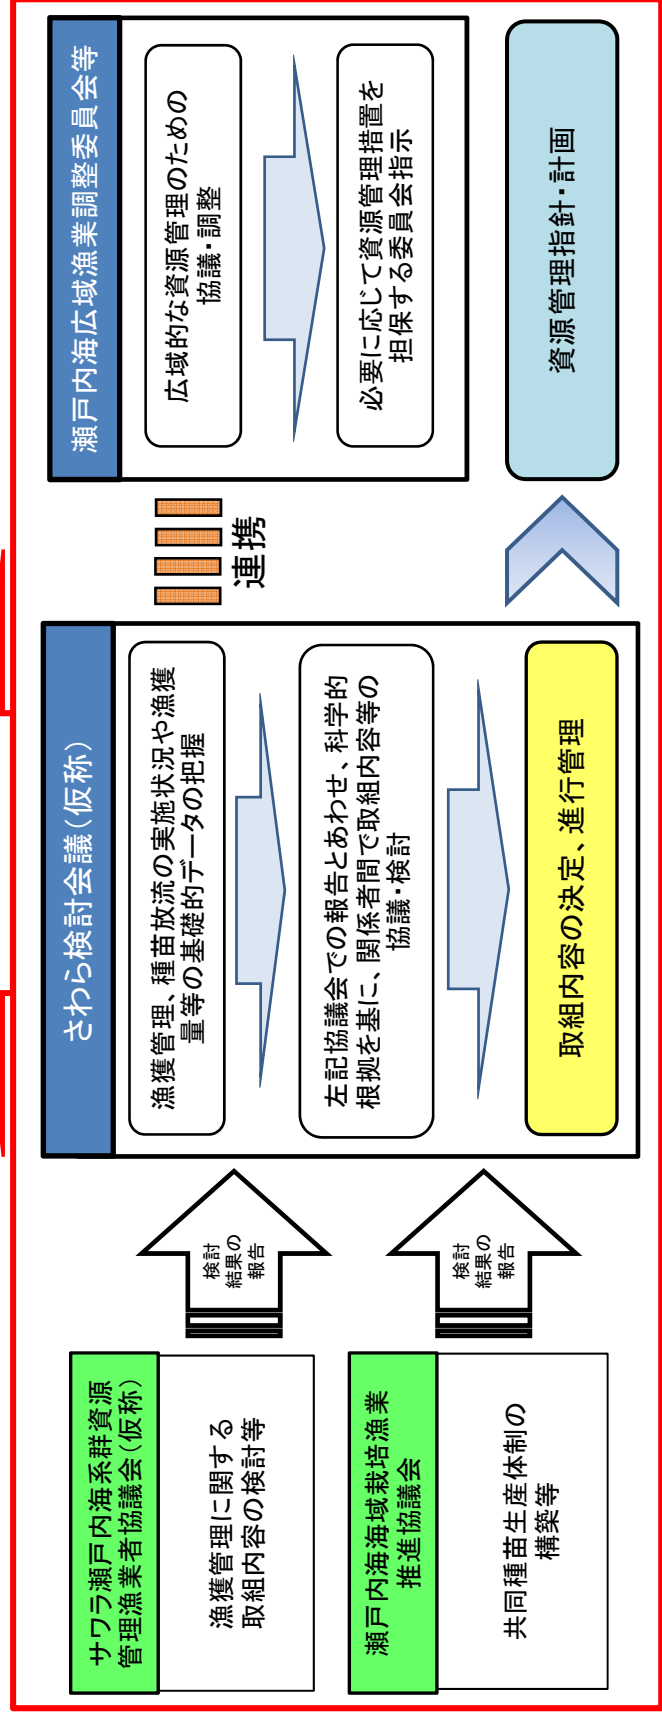 サワラ瀬戸内海系群資源
管理漁業者協議会(仮称)
漁獲管理に関する
取組内容の検討等
瀬戸内海海域栽培漁業
推進協議会
共同種苗生産体制の
構築等
検討
結果の
報告
検討
結果の
報告
さわら検討会議(仮称)
漁獲管理、種苗放流の実施状況や漁獲
量等の基礎的データの把握
左記協議会での報告とあわせ、科学的
根拠を基に、関係者間で取組内容等の
協議・検討
取組内容の決定、進行管理
連携
瀬戸内海広域漁業調整委員会等
広域的な資源管理のための
協議・調整
必要に応じて資源管理措置を
担保する委員会指示
資源管理指針・計画